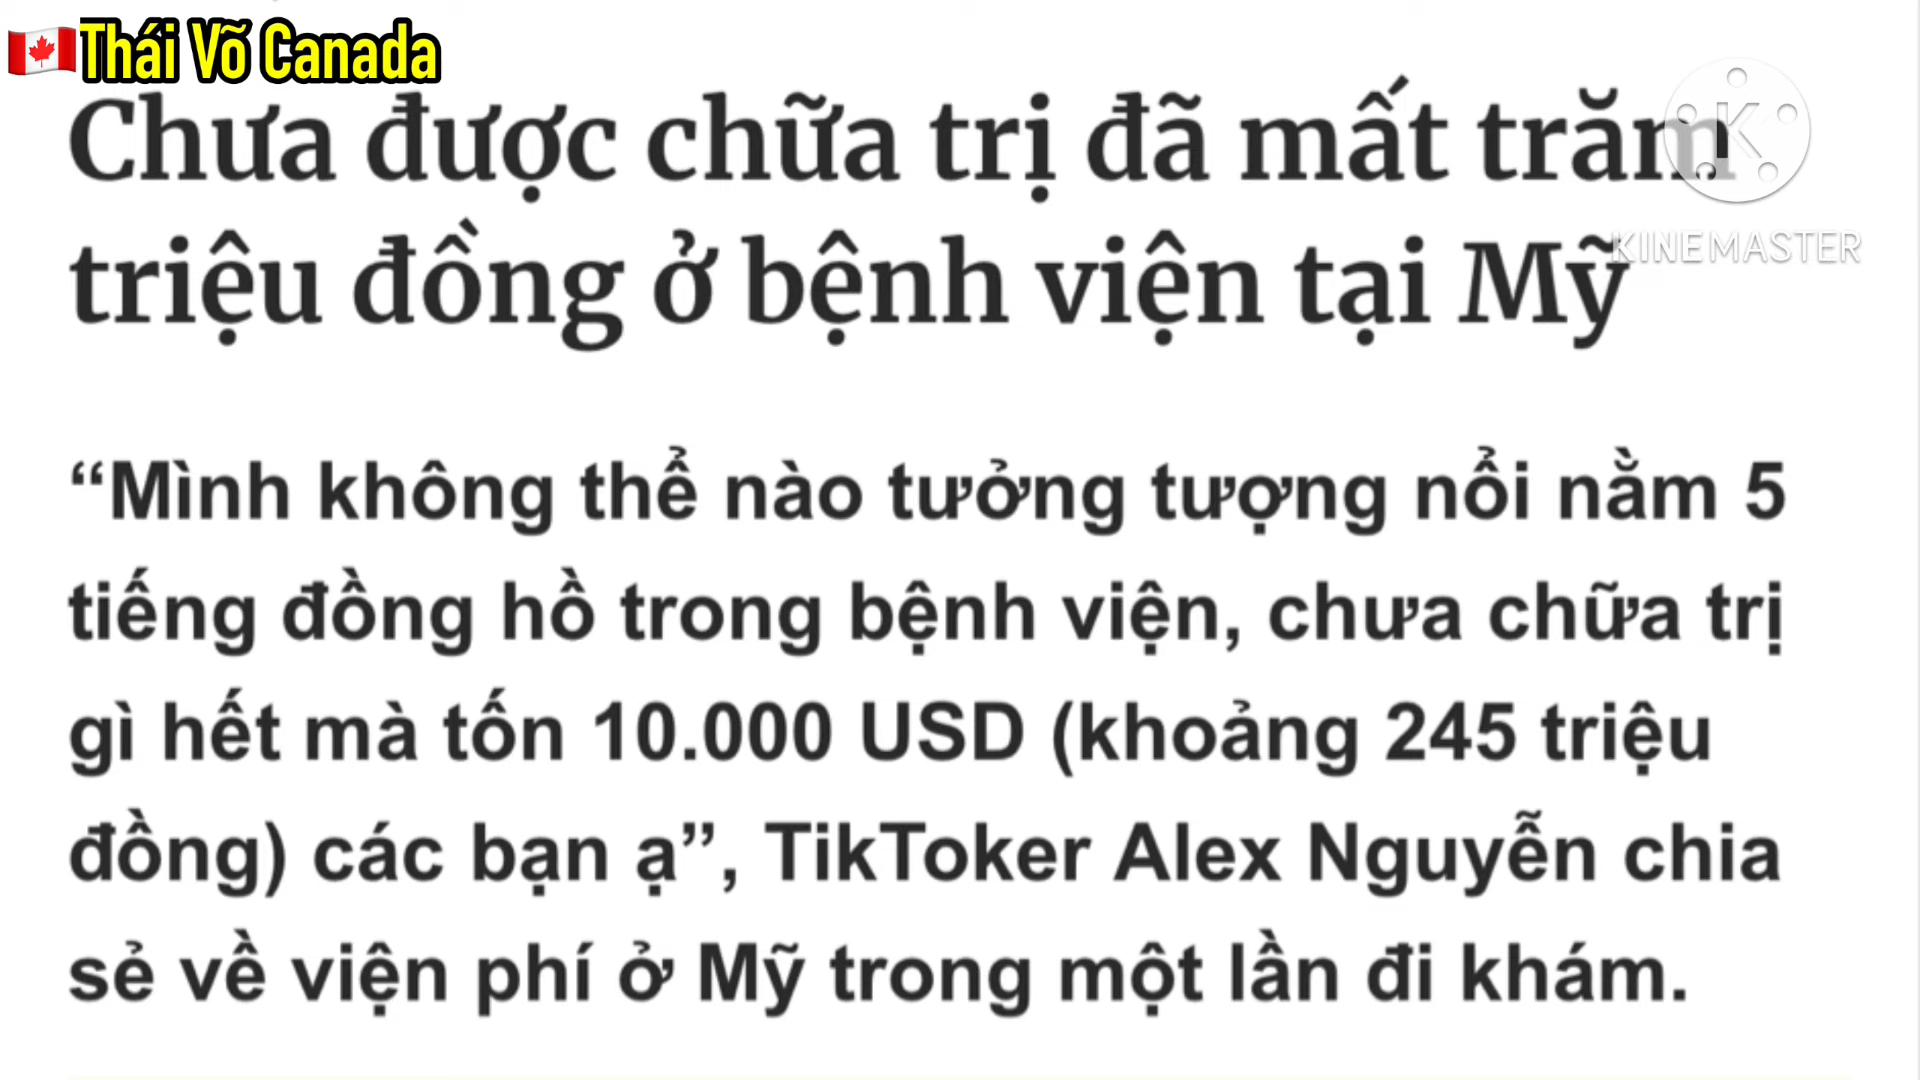 Thái Võ Canada
Chưa được chữa trị đã mất trăm
triệu đồng ở bệnh viện tại Mỹ
K
KINEMASTER
“Mình không thể nào tưởng tượng nổi nằm 5
tiếng đồng hồ trong bệnh viện, chưa chữa trị
gì hết mà tốn 10.000 USD (khoảng 245 triệu
đồng) các bạn ạ”, TikToker Alex Nguyễn chia
sẻ về viện phí ở Mỹ trong một lần đi khám.